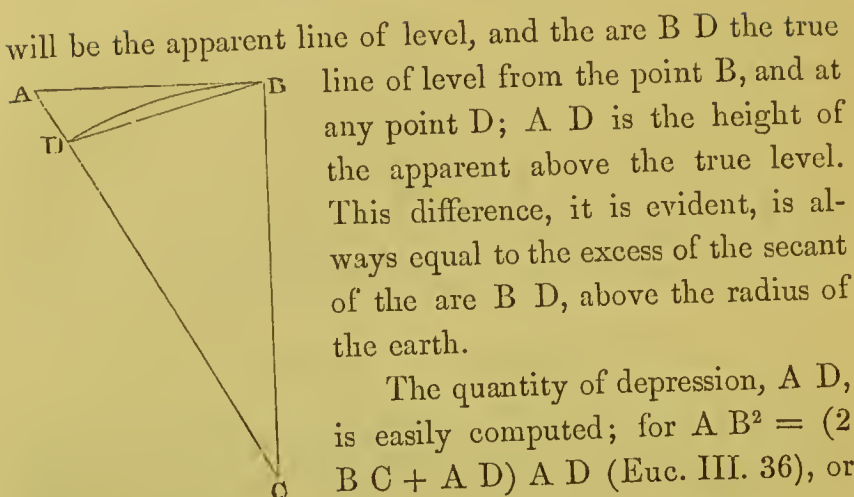 will be the apparent line of level, and the are B D the true
A
B
line of level from the point B, and at
D
any point D; A D is the height of
the apparent above the true level.
This difference, it is evident, is al-
ways equal to the excess of the secant
of the are B D, above the radius of
the earth.
The quantity of depression, A D,
is easily computed; for A B² = (2
B C + A D) A D (Euc. III. 36), or
C